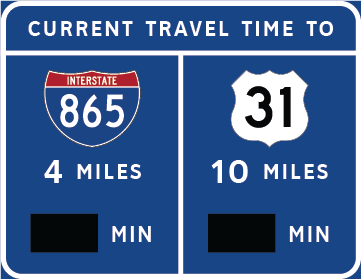 CURRENT TRAVEL TIME TO
INTERSTATE
865
31
4 MILES
10 MILES
MIN
MIN